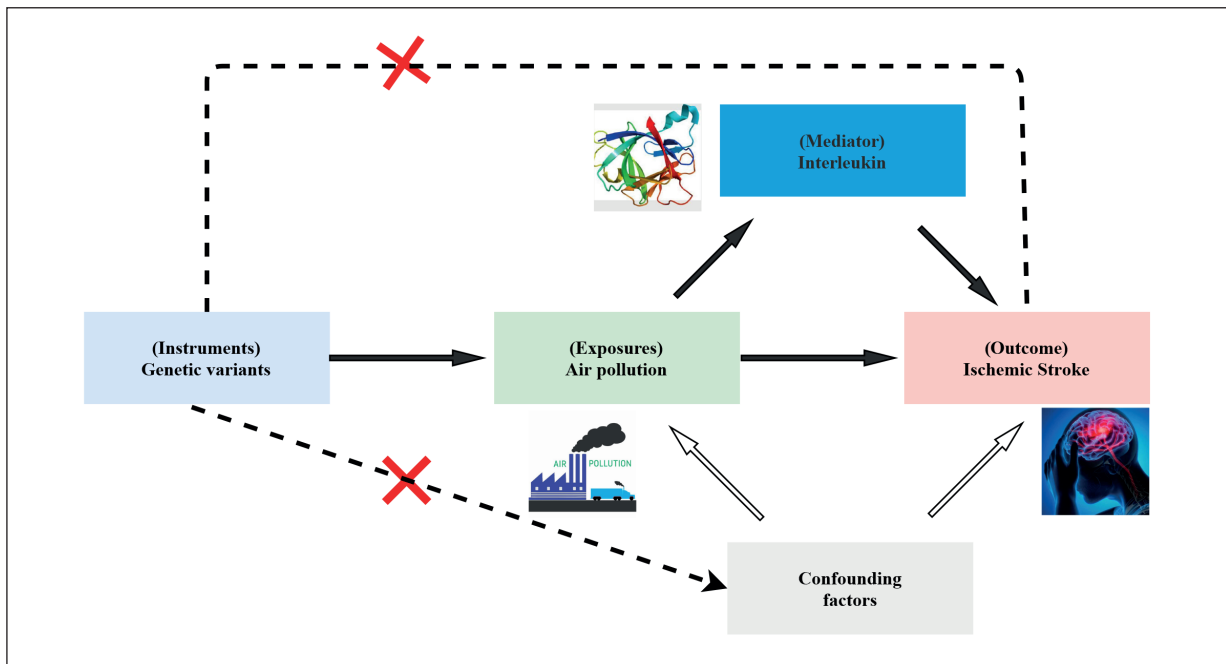 (Mediator)
Interleukin
(Instruments)
Genetic variants
(Exposures)
Air pollution
(Outcome)
Ischemic Stroke
AIR POLLUTION
Confounding
factors